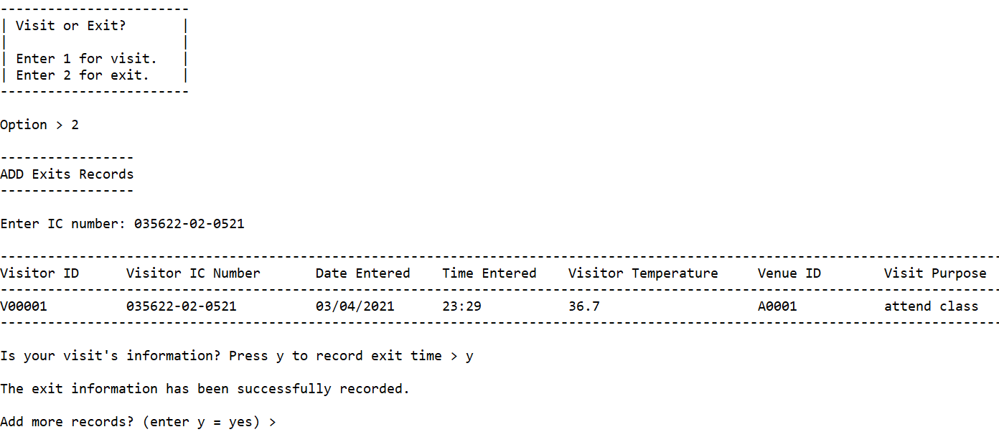 ------------------------
| Visit or Exit?       |
|                      |
| Enter 1 for visit.   |
| Enter 2 for exit.    |
------------------------
Option > 2
-----------------
ADD Exits Records
-----------------
Enter IC number: 035622-02-0521
-------------------------------------------------------------------------------------------------------------------------------
Visitor ID      Visitor IC Number       Date Entered    Time Entered    Visitor Temperature     Venue ID        Visit Purpose
-------------------------------------------------------------------------------------------------------------------------------
V00001          035622-02-0521          03/04/2021      23:29           36.7                    A0001           attend class
-------------------------------------------------------------------------------------------------------------------------------
Is your visit's information? Press y to record exit time > y
The exit information has been successfully recorded.
Add more records? (enter y = yes) >